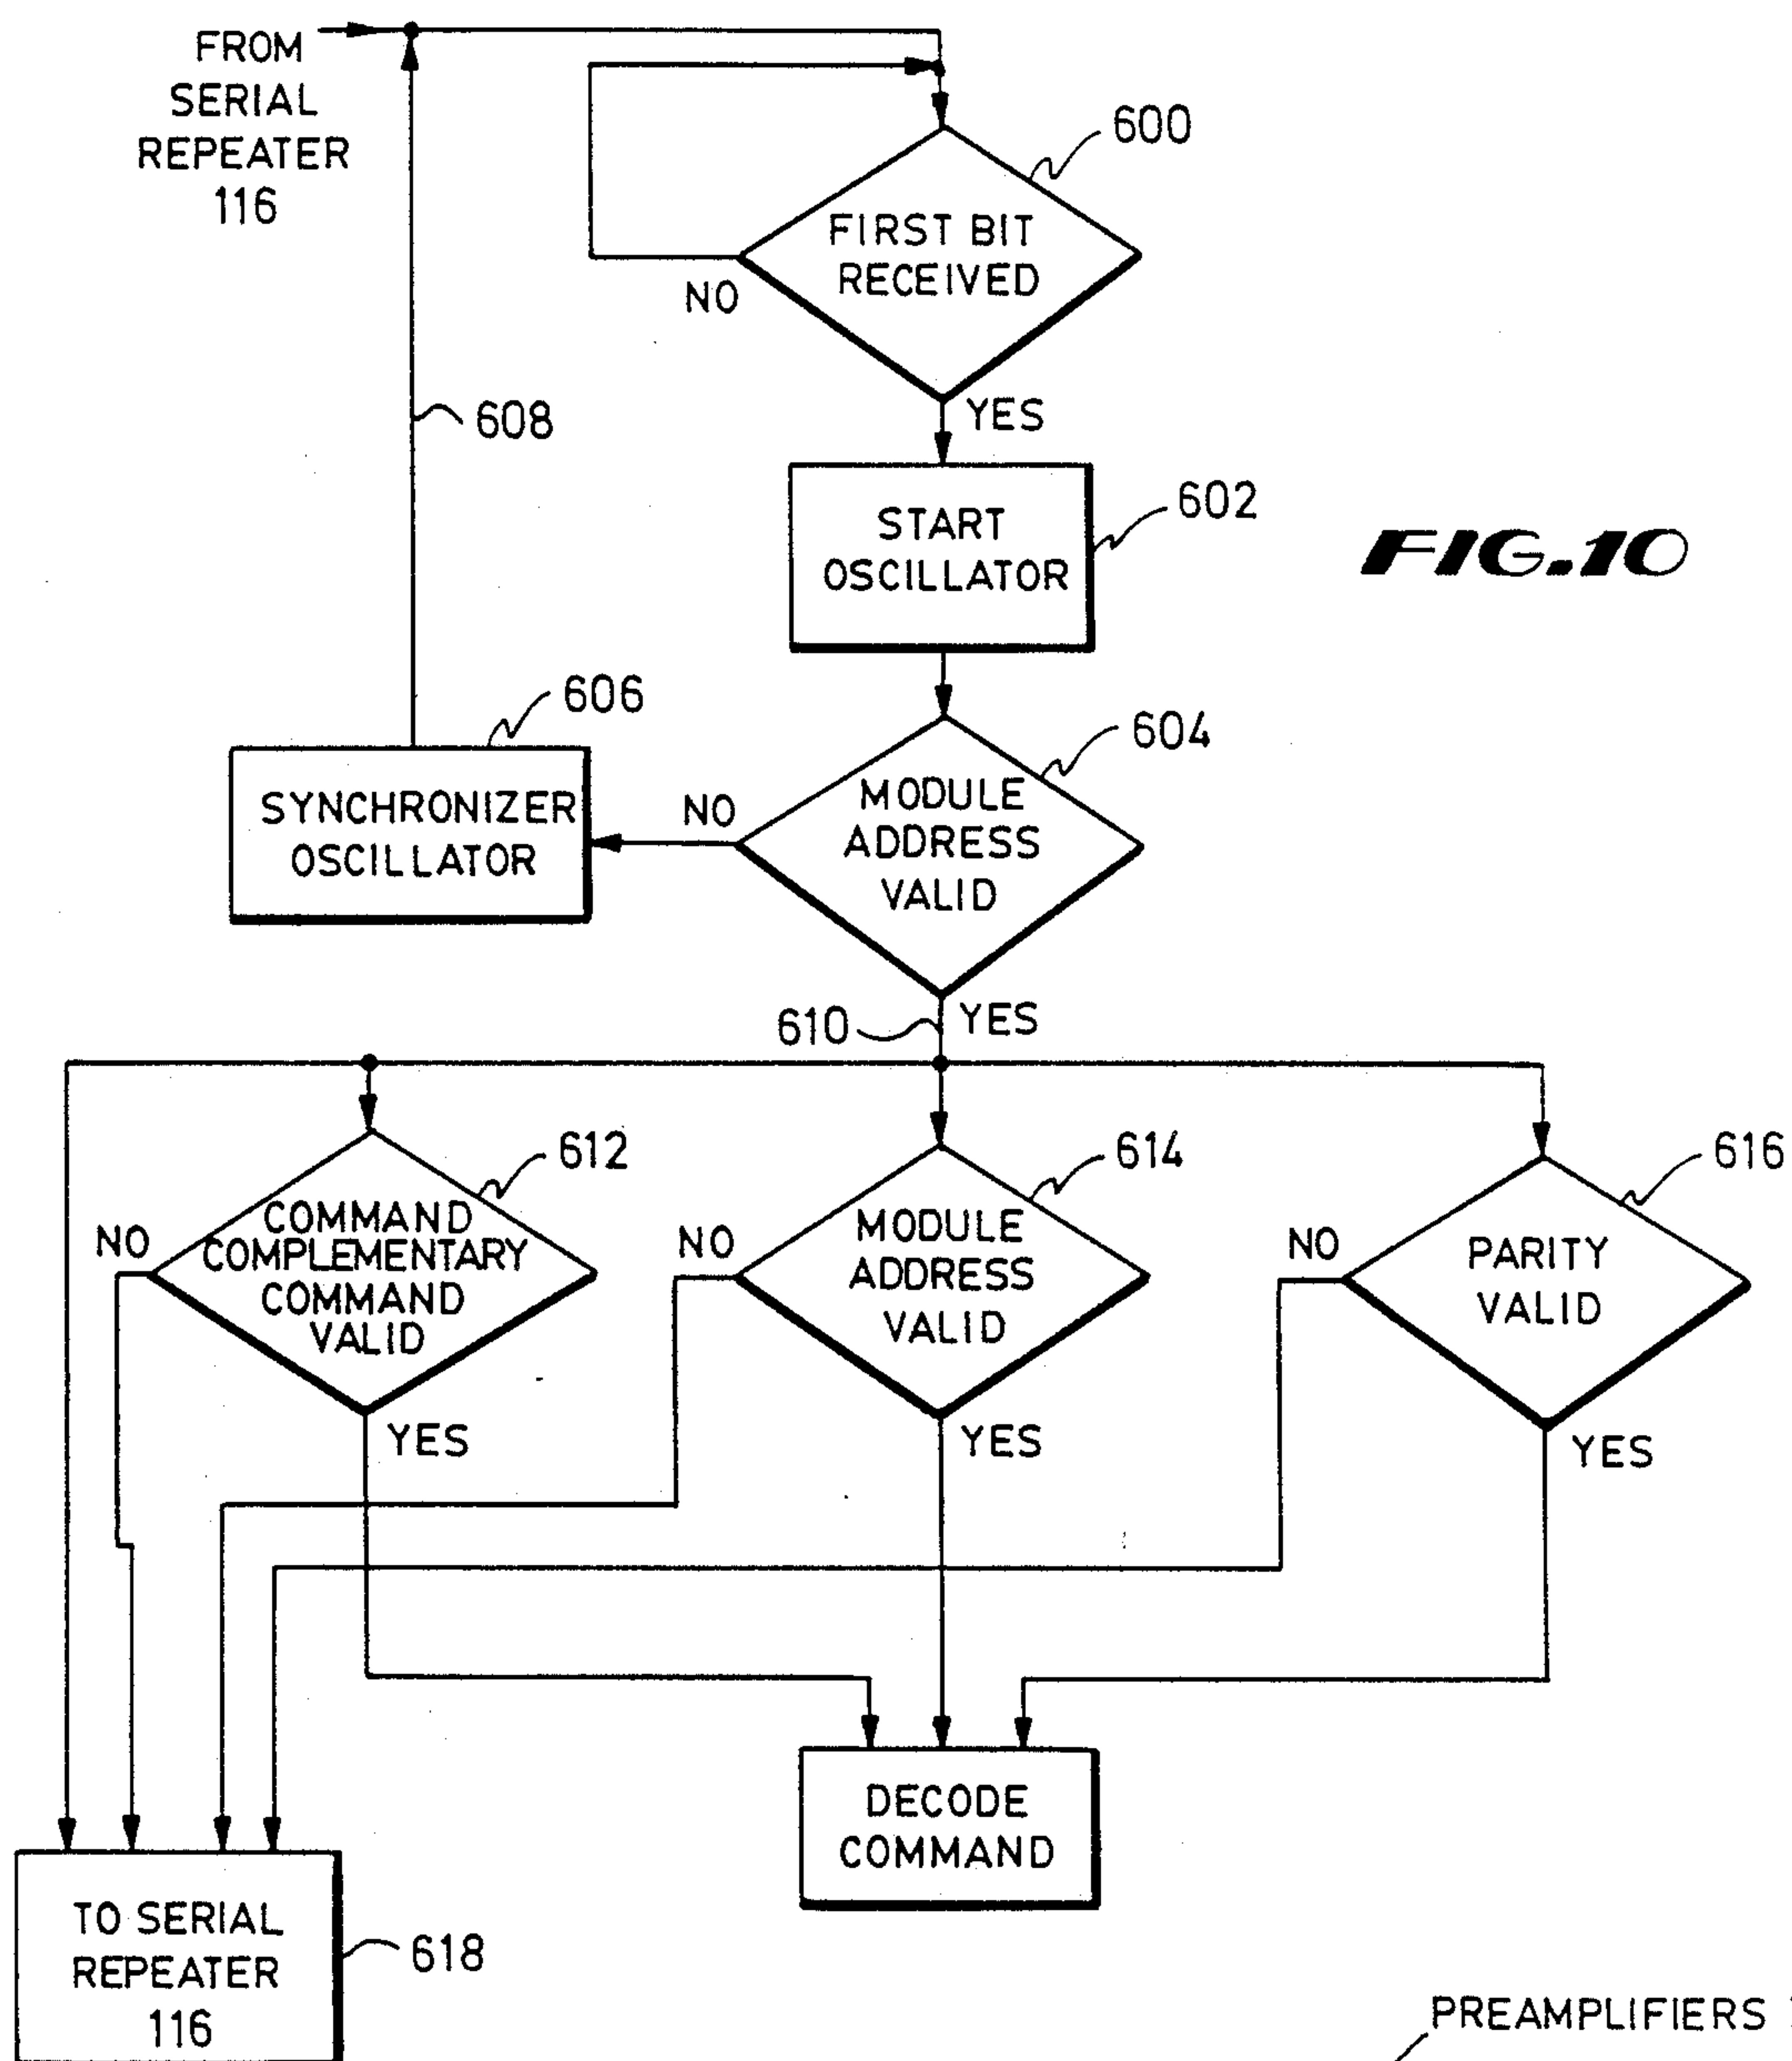 FROM
SERIAL
REPEATER
116
600
FIRST BIT
RECEIVED
NO
YES
608
START
OSCILLATOR
602
FIG.10
606
SYNCHRONIZER
OSCILLATOR
NO
MODULE
ADDRESS
VALID
604
610
YES
612
COMMAND
COMPLEMENTARY
COMMAND
VALID
NO
YES
614
MODULE
ADDRESS
VALID
NO
YES
616
PARITY
VALID
NO
YES
DECODE
COMMAND
TO SERIAL
REPEATER
116
618
PREAMPLIFIERS